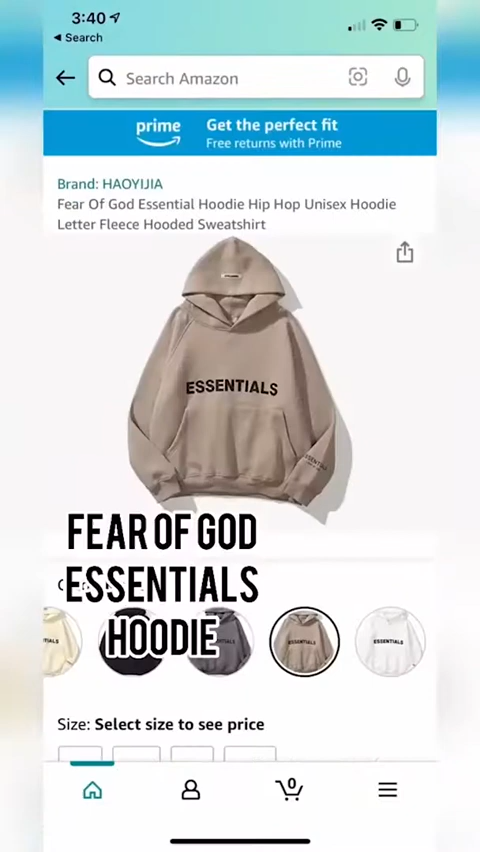 3:40
Search
Search Amazon
prime
Get the perfect fit
Free returns with Prime
Brand: HAOYIJIA
Fear Of God Essential Hoodie Hip Hop Unisex Hoodie
Letter Fleece Hooded Sweatshirt
ESSENTIALS
FEAR OF GOD
ESSENTIALS
HOODIE
ESSENTIALS
ESSENTIALS
Size: Select size to see price
0